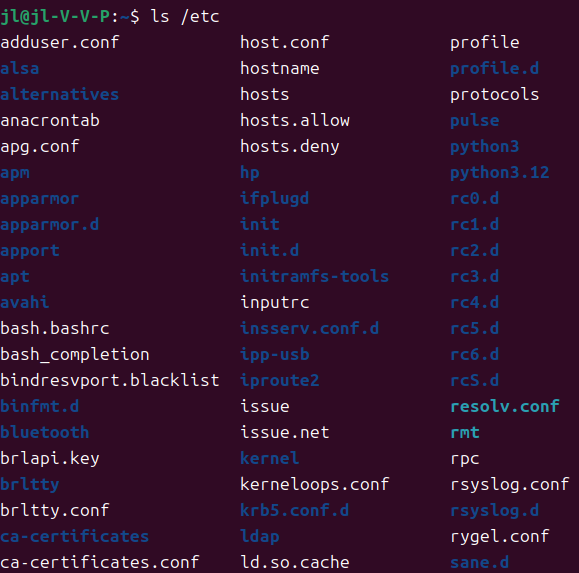 jl@jl-V-V-P:~$ ls /etc
adduser.conf            host.conf            profile
alsa                    hostname             profile.d
alternatives            hosts                protocols
anacrontab              hosts.allow          pulse
apg.conf                hosts.deny           python3
apm                     hp                   python3.12
apparmor                ifplugd              rc0.d
apparmor.d              init                 rc1.d
apport                  init.d               rc2.d
apt                     initramfs-tools      rc3.d
avahi                   inputrc              rc4.d
bash.bashrc             insserv.conf.d       rc5.d
bash_completion         ipp-usb              rc6.d
bindresvport.blacklist  iproute2             rcS.d
binfmt.d                issue                resolv.conf
bluetooth               issue.net            rmt
brlapi.key              kernel               rpc
brltty                  kerneloops.conf      rsyslog.conf
brltty.conf             krb5.conf.d          rsyslog.d
ca-certificates         ldap                 rygel.conf
ca-certificates.conf    ld.so.cache          sane.d